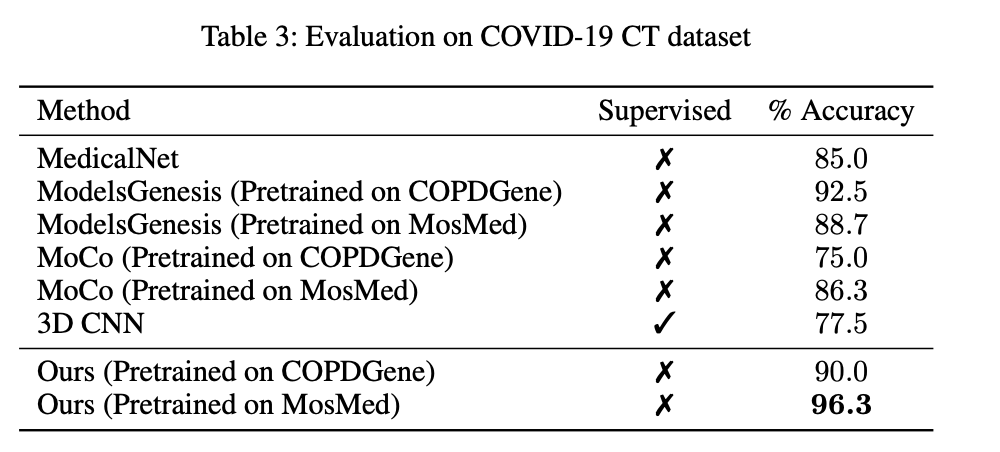 Table 3: Evaluation on COVID-19 CT dataset
Method Supervised % Accuracy
MedicalNet ✗ 85.0
ModelsGenesis (Pretrained on COPDGene) ✗ 92.5
ModelsGenesis (Pretrained on MosMed) ✗ 88.7
MoCo (Pretrained on COPDGene) ✗ 75.0
MoCo (Pretrained on MosMed) ✗ 86.3
3D CNN ✓ 77.5
Ours (Pretrained on COPDGene) ✗ 90.0
Ours (Pretrained on MosMed) ✗ 96.3